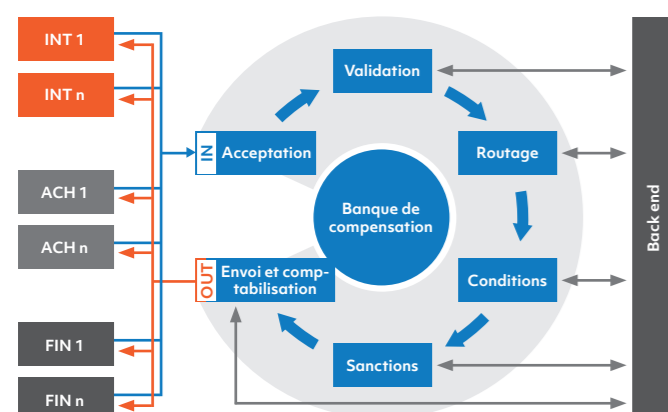 INT 1
INT n
ACH 1
ACH n
FIN 1
FIN n
IN
Acceptation
Validation
Routage
Conditions
Sanctions
OUT
Envoi et comp-
tabilisation
Banque de
compensation
Back end